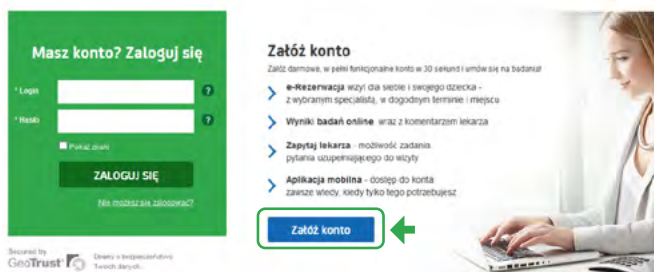 Masz konto? Zaloguj się
* Login
?
* Hasło
?
Pokaż znaki
ZALOGUJ SIĘ
Nie możesz się zalogować?
Secured by
GeoTrust
Dbamy o bezpieczeństwo
Twoich danych.
Załóż konto
Załóż darmowe, w pełni funkcjonalne konto w 30 sekund i umów się na badania!
e-Rezerwacja wizyt dla siebie i swojego dziecka -
z wybranym specjalistą, w dogodnym terminie i miejscu
Wyniki badań online wraz z komentarzem lekarza
Zapytaj lekarza - możliwość zadania
pytania uzupełniającego do wizyty
Aplikacja mobilna - dostęp do konta
zawsze wtedy, kiedy tylko tego potrzebujesz
Załóż konto